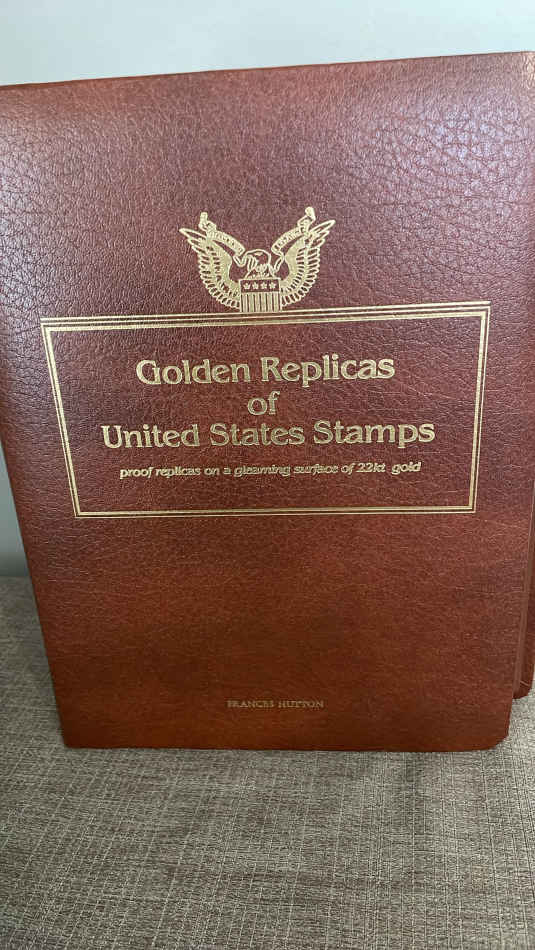 Golden Replicas
of
United States Stamps
proof replicas on a gleaming surface of 22kt gold
FRANCES HUTTON